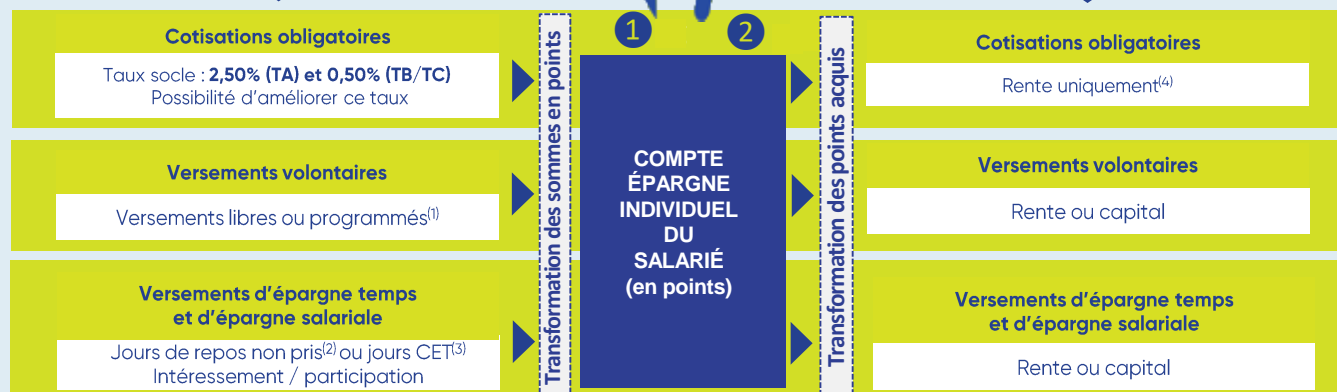 Cotisations obligatoires
Taux socle : 2,50% (TA) et 0,50% (TB/TC)
Possibilité d'améliorer ce taux
Versements volontaires
Versements libres ou programmés(1)
Versements d'épargne temps
et d'épargne salariale
Jours de repos non pris(2) ou jours CET(3)
Intéressement / participation
Transformation des sommes en points
1
2
COMPTE
ÉPARGNE
INDIVIDUEL
DU
SALARIÉ
(en points)
Transformation des points acquis
Cotisations obligatoires
Rente uniquement(4)
Versements volontaires
Rente ou capital
Versements d'épargne temps
et d'épargne salariale
Rente ou capital